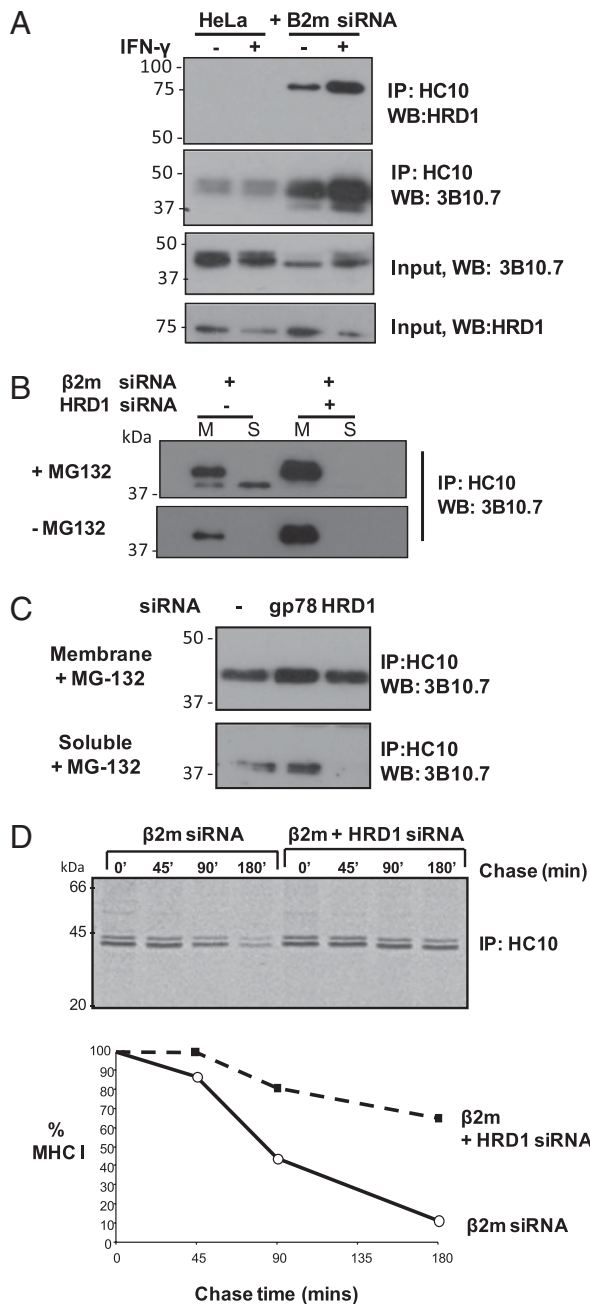 A
HeLa + B2m siRNA
IFN-γ - + - +
100 -
75 -
50 -
IP: HC10
WB:HRD1
50 -
37 -
IP: HC10
WB: 3B10.7
50 -
37 -
Input, WB: 3B10.7
75 -
Input, WB:HRD1
B
β2m siRNA + +
HRD1 siRNA - +
kDa M S M S
+ MG132
37 -
- MG132
37 -
IP: HC10
WB: 3B10.7
C
siRNA - gp78 HRD1
50 -
Membrane
+ MG-132
37 -
IP:HC10
WB: 3B10.7
Soluble
+ MG-132
37 -
IP:HC10
WB: 3B10.7
D
β2m siRNA β2m + HRD1 siRNA
kDa 0' 45' 90' 180' 0' 45' 90' 180' Chase (min)
66 -
45 -
20 -
IP: HC10
100
90
80
70
60
50
40
30
20
10
0
%
MHC I
β2m
+ HRD1 siRNA
β2m siRNA
0 45 90 135 180
Chase time (mins)